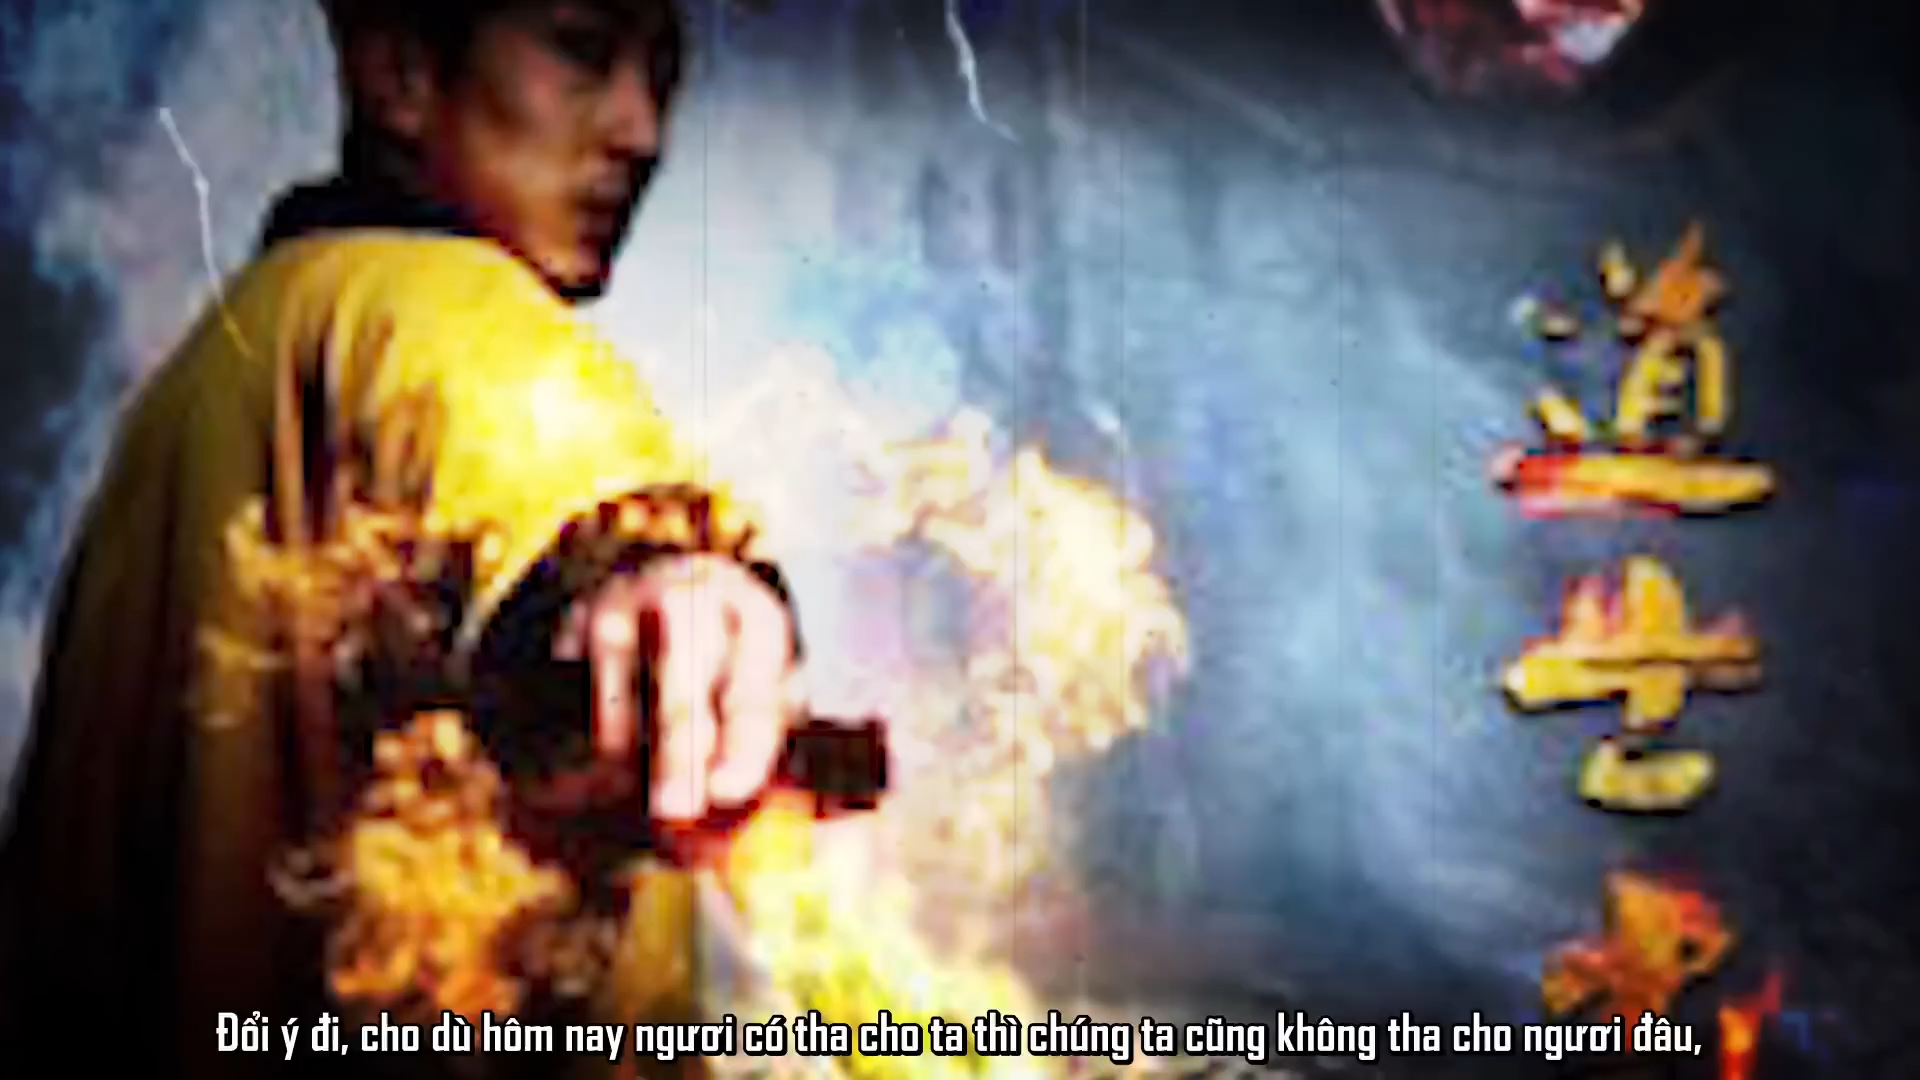 Đổi ý đi, cho dù hôm nay ngươi có tha cho ta thì chúng ta cũng không tha cho ngươi đâu,